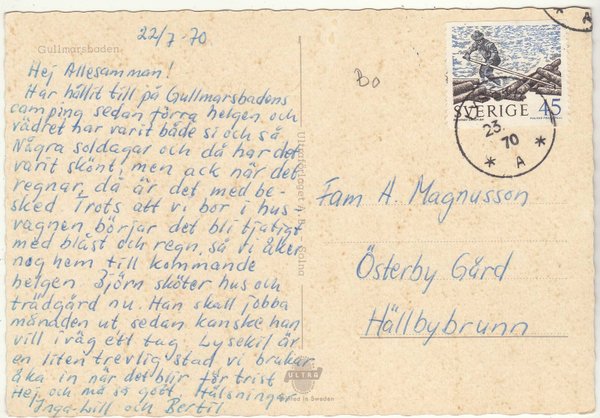 22/7-70
Gullmarsbaden
Hej Allesamman!
Har hållit till på Gullmarsbadens
camping sedan förra helgen, och
vädret har varit både si och så.
Några soldagar och då har det
varit skönt, men ack när det
regnar, då är det med be-
sked. Trots att vi bor i hus
vagnen, börjar det bli tjatigt
med blåst och regn, så vi åker
nog hem till kommande
helgen. Björn sköter hus och
trädgård nu. Han skall jobba
månaden ut, sedan kanske han
vill iväg ett tag. Lysekil är
en liten trevlig stad, vi brukar
åka in när det blir för trist
Hej och må så gott. Hälsningar
Inga-Lill och Bertil
Ultraförlaget A. B. Solna
ULTRA
Printed in Sweden
Bo
SVERIGE 45
23.
70
* A *
* A
Fam A. Magnusson
Österby Gård
Hällbybrunn